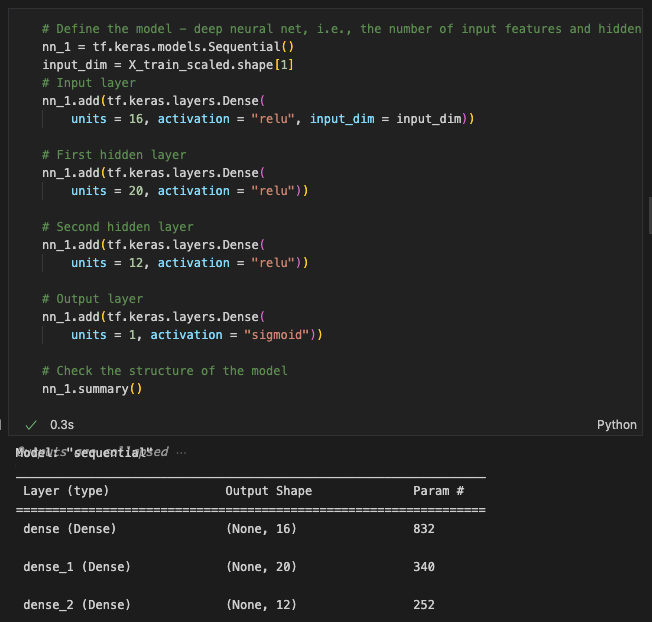 # Define the model - deep neural net, i.e., the number of input features and hidden
nn_1 = tf.keras.models.Sequential()
input_dim = X_train_scaled.shape[1]
# Input layer
nn_1.add(tf.keras.layers.Dense(
    units = 16, activation = "relu", input_dim = input_dim))

# First hidden layer
nn_1.add(tf.keras.layers.Dense(
    units = 20, activation = "relu"))

# Second hidden layer
nn_1.add(tf.keras.layers.Dense(
    units = 12, activation = "relu"))

# Output layer
nn_1.add(tf.keras.layers.Dense(
    units = 1, activation = "sigmoid"))

# Check the structure of the model
nn_1.summary()
0.3s Python
Outputs are collapsed ...
Model: "sequential"
Layer (type) Output Shape Param #
=================================================================
dense (Dense) (None, 16) 832
dense_1 (Dense) (None, 20) 340
dense_2 (Dense) (None, 12) 252